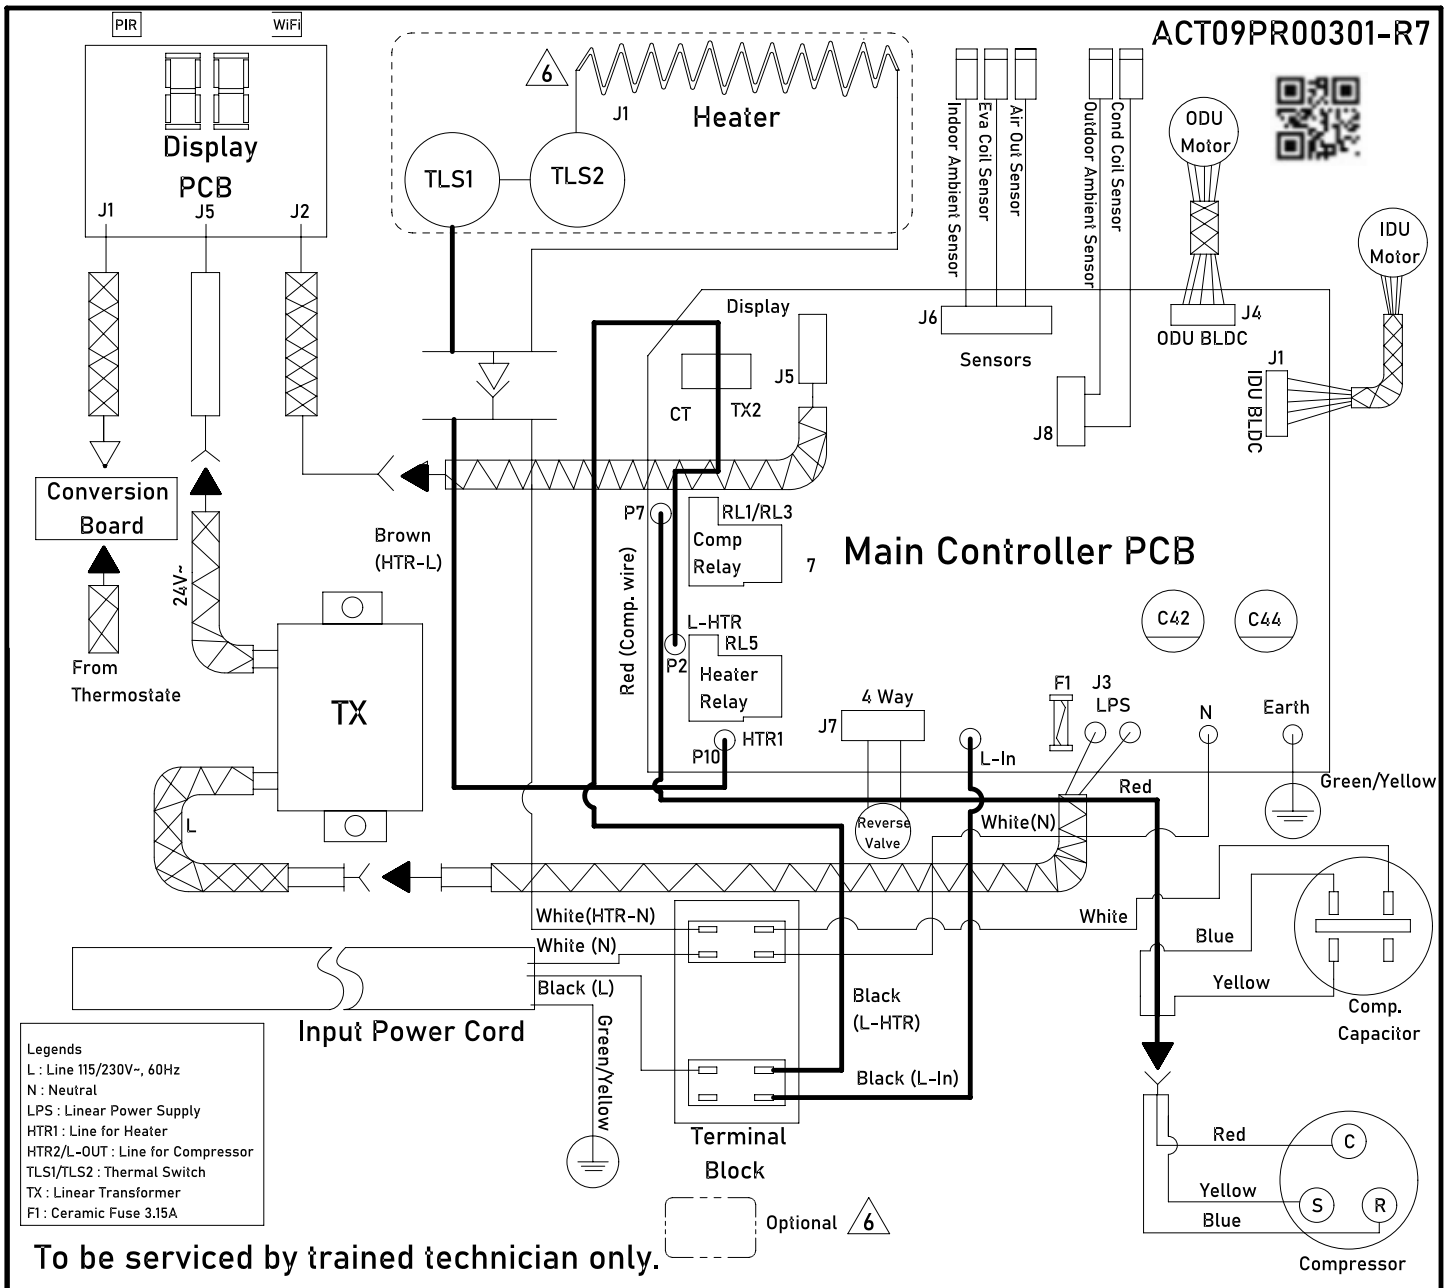 PIR
WiFi
ACT09PR00301-R7
Display
PCB
J1
J5
J2
6
J1
Heater
TLS1
TLS2
Indoor Ambient Sensor
Eva Coil Sensor
Air Out Sensor
Outdoor Ambient Sensor
Cond Coil Sensor
ODU
Motor
IDU
Motor
Display
J5
J6
Sensors
J4
ODU BLDC
J1
IDU BLDC
J8
CT
TX2
Conversion
Board
Brown
(HTR-L)
P7
RL1/RL3
Comp
Relay
7
Main Controller PCB
24V~
Red (Comp. wire)
L-HTR
P2
RL5
Heater
Relay
C42
C44
From
Thermostate
TX
P10
HTR1
4 Way
J7
L-In
F1
J3
LPS
N
Earth
Green/Yellow
Red
Reverse
Valve
White(N)
L
White(HTR-N)
White (N)
Black (L)
White
Blue
Yellow
Comp.
Capacitor
Input Power Cord
Green/Yellow
Black
(L-HTR)
Black (L-In)
Terminal
Block
Legends
L : Line 115/230V~, 60Hz
N : Neutral
LPS : Linear Power Supply
HTR1 : Line for Heater
HTR2/L-OUT : Line for Compressor
TLS1/TLS2 : Thermal Switch
TX : Linear Transformer
F1 : Ceramic Fuse 3.15A
Red
C
Yellow
S
R
Blue
Compressor
Optional
6
To be serviced by trained technician only.